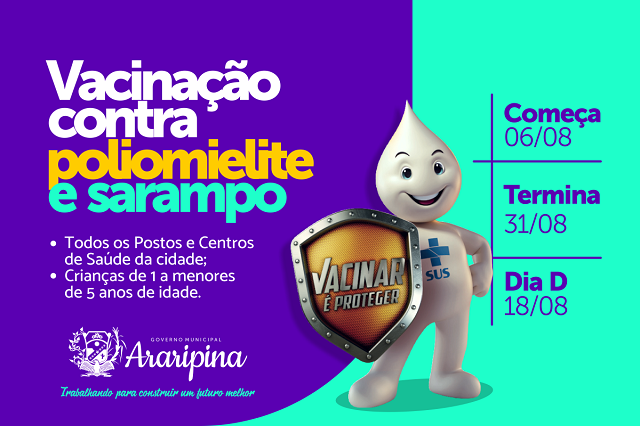 Vacinação
contra
poliomielite
e sarampo
• Todos os Postos e Centros
de Saúde da cidade;
• Crianças de 1 a menores
de 5 anos de idade.
GOVERNO MUNICIPAL
Araripina
Trabalhando para construir um futuro melhor
VACINAR
É PROTEGER
SUS
Começa
06/08
Termina
31/08
Dia D
18/08